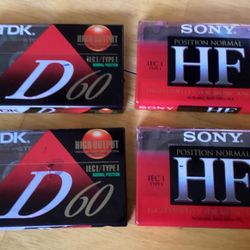 TDK
HIGH OUTPUT
IEC I / TYPE I
NORMAL POSITION
D60
SONY
POSITION NORMAL
IEC I
TYPE I
HF
TDK
HIGH OUTPUT
IEC I / TYPE I
NORMAL POSITION
D60
SONY
POSITION NORMAL
IEC I
TYPE I
HF